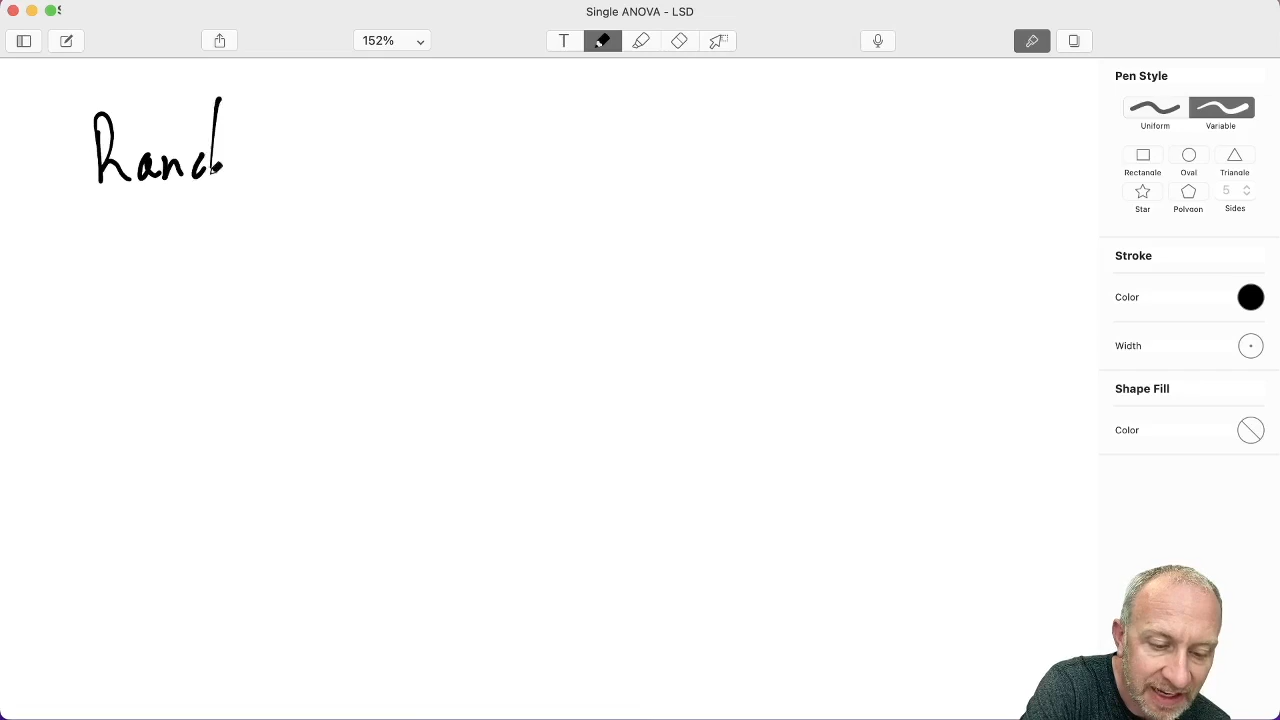 Single ANOVA - LSD
152%
T
Rand
Pen Style
Uniform
Variable
Rectangle
Oval
Triangle
Star
Polygon
5
Sides
Stroke
Color
Width
Shape Fill
Color